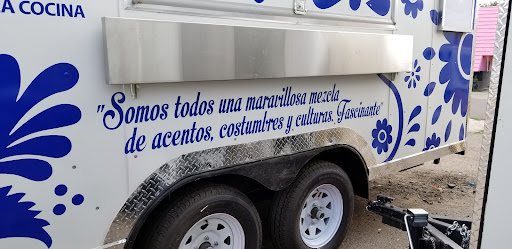 A COCINA
"Somos todos una maravillosa mezcla
de acentos, costumbres y culturas. Fascinante"